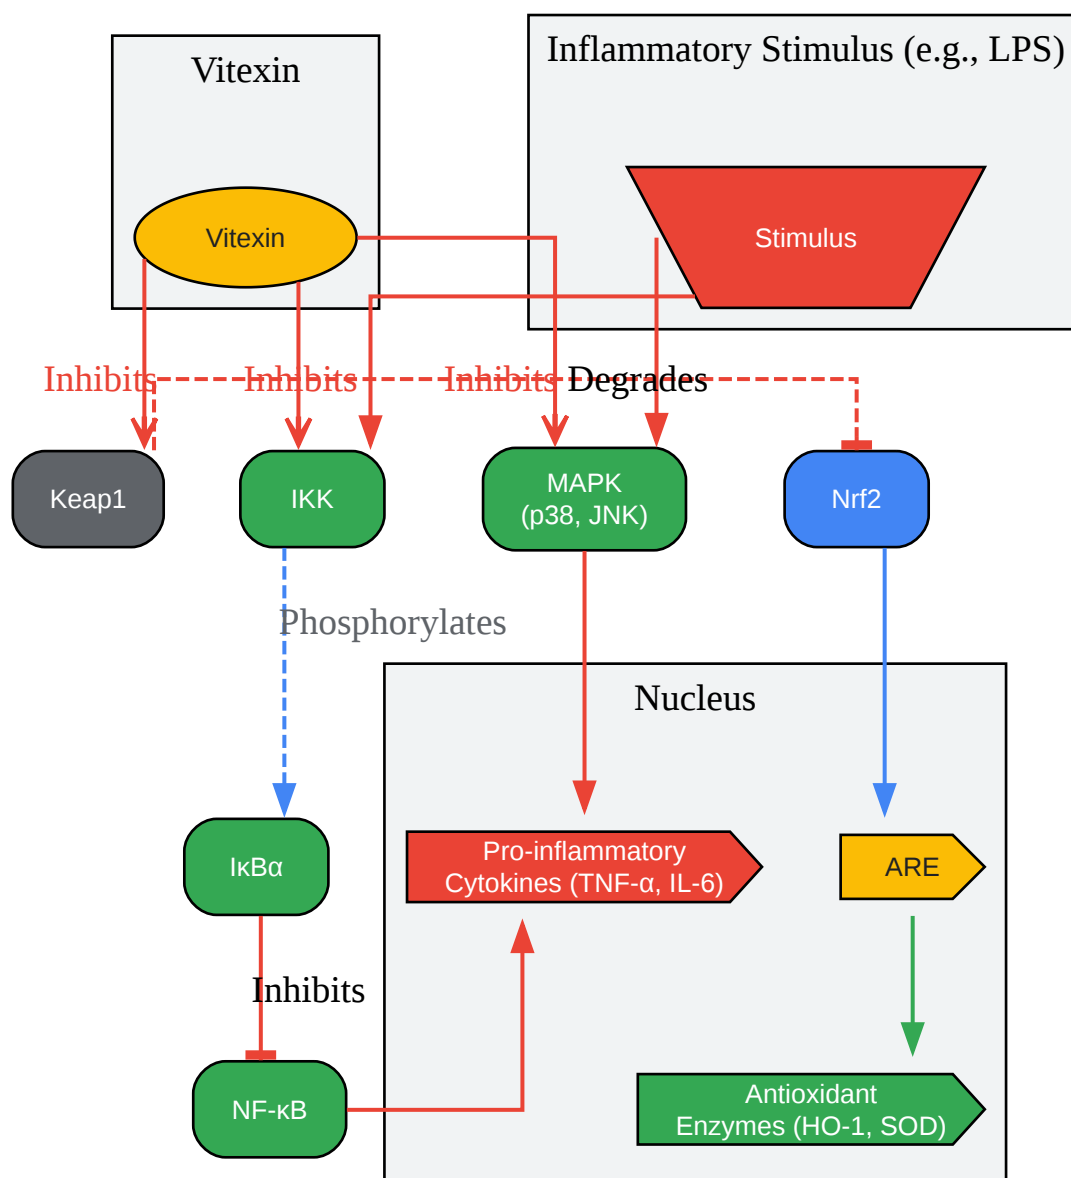 Vitexin
Inflammatory Stimulus (e.g., LPS)
Vitexin
Stimulus
Inhibits
Inhibits
Inhibits
Degrades
Keap1
IKK
MAPK
(p38, JNK)
Nrf2
Phosphorylates
Nucleus
IκBα
Pro-inflammatory
Cytokines (TNF-α, IL-6)
ARE
Inhibits
NF-κB
Antioxidant
Enzymes (HO-1, SOD)